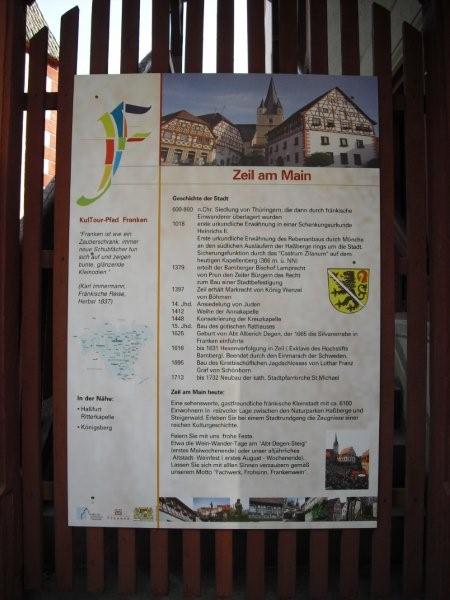 Zeil am Main
KulTour-Pfad Franken
"Franken ist wie ein
Zauberschrank: immer
neue Schubfächer tun
sich auf und zeigen
bunte, glänzende
Kleinodien."
(Karl Immermann,
Fränkische Reise,
Herbst 1837)
In der Nähe:
• Haßfurt
Ritterkapelle
• Königsberg
Geschichte der Stadt
600-800 n.Chr. Siedlung von Thüringern, die dann durch fränkische
Einwanderer überlagert wurden
1018 erste urkundliche Erwähnung in einer Schenkungsurkunde
Heinrichs II.
Erste urkundliche Erwähnung des Rebenanbaus durch Mönche
an den südlichen Ausläufern der Haßberge rings um die Stadt.
Sicherungsfunktion durch das "Castrum Zilanum" auf dem
heutigen Kapellenberg (366 m. ü. NN)
1379 erteilt der Bamberger Bischof Lamprecht
von Prun den Zeiler Bürgern das Recht
zum Bau einer Stadtbefestigung
1397 Zeil erhält Marktrecht von König Wenzel
von Böhmen
14. Jhd. Ansiedelung von Juden
1412 Weihe der Annakapelle
1448 Konsekrierung der Kreuzkapelle
15. Jhd. Bau des gotischen Rathauses
1625 Geburt von Abt Alberich Degen, der 1665 die Silvanerrebe in
Franken einführte
1616 bis 1631 Hexenverfolgung in Zeil (Exklave des Hochstifts
Bamberg). Beendet durch den Einmarsch der Schweden.
1695 Bau des Fürstbischöflichen Jagdschlosses von Lothar Franz
Graf von Schönborn.
1713 bis 1732 Neubau der kath. Stadtpfarrkirche St.Michael
Zeil am Main heute:
Eine sehenswerte, gastfreundliche fränkische Kleinstadt mit ca. 6100
Einwohnern in reizvoller Lage zwischen den Naturparken Haßberge und
Steigerwald. Erleben Sie bei einem Stadtrundgang die Zeugnisse einer
reichen Kulturgeschichte.
Feiern Sie mit uns frohe Feste.
Etwa die Wein-Wander-Tage am "Abt Degen-Steig"
(erstes Maiwochenende) oder unser alljährliches
Altstadt- Weinfest ( erstes August - Wochenende).
Lassen Sie sich mit allen Sinnen verzaubern gemäß
unserem Motto "Fachwerk, Frohsinn, Frankenwein".